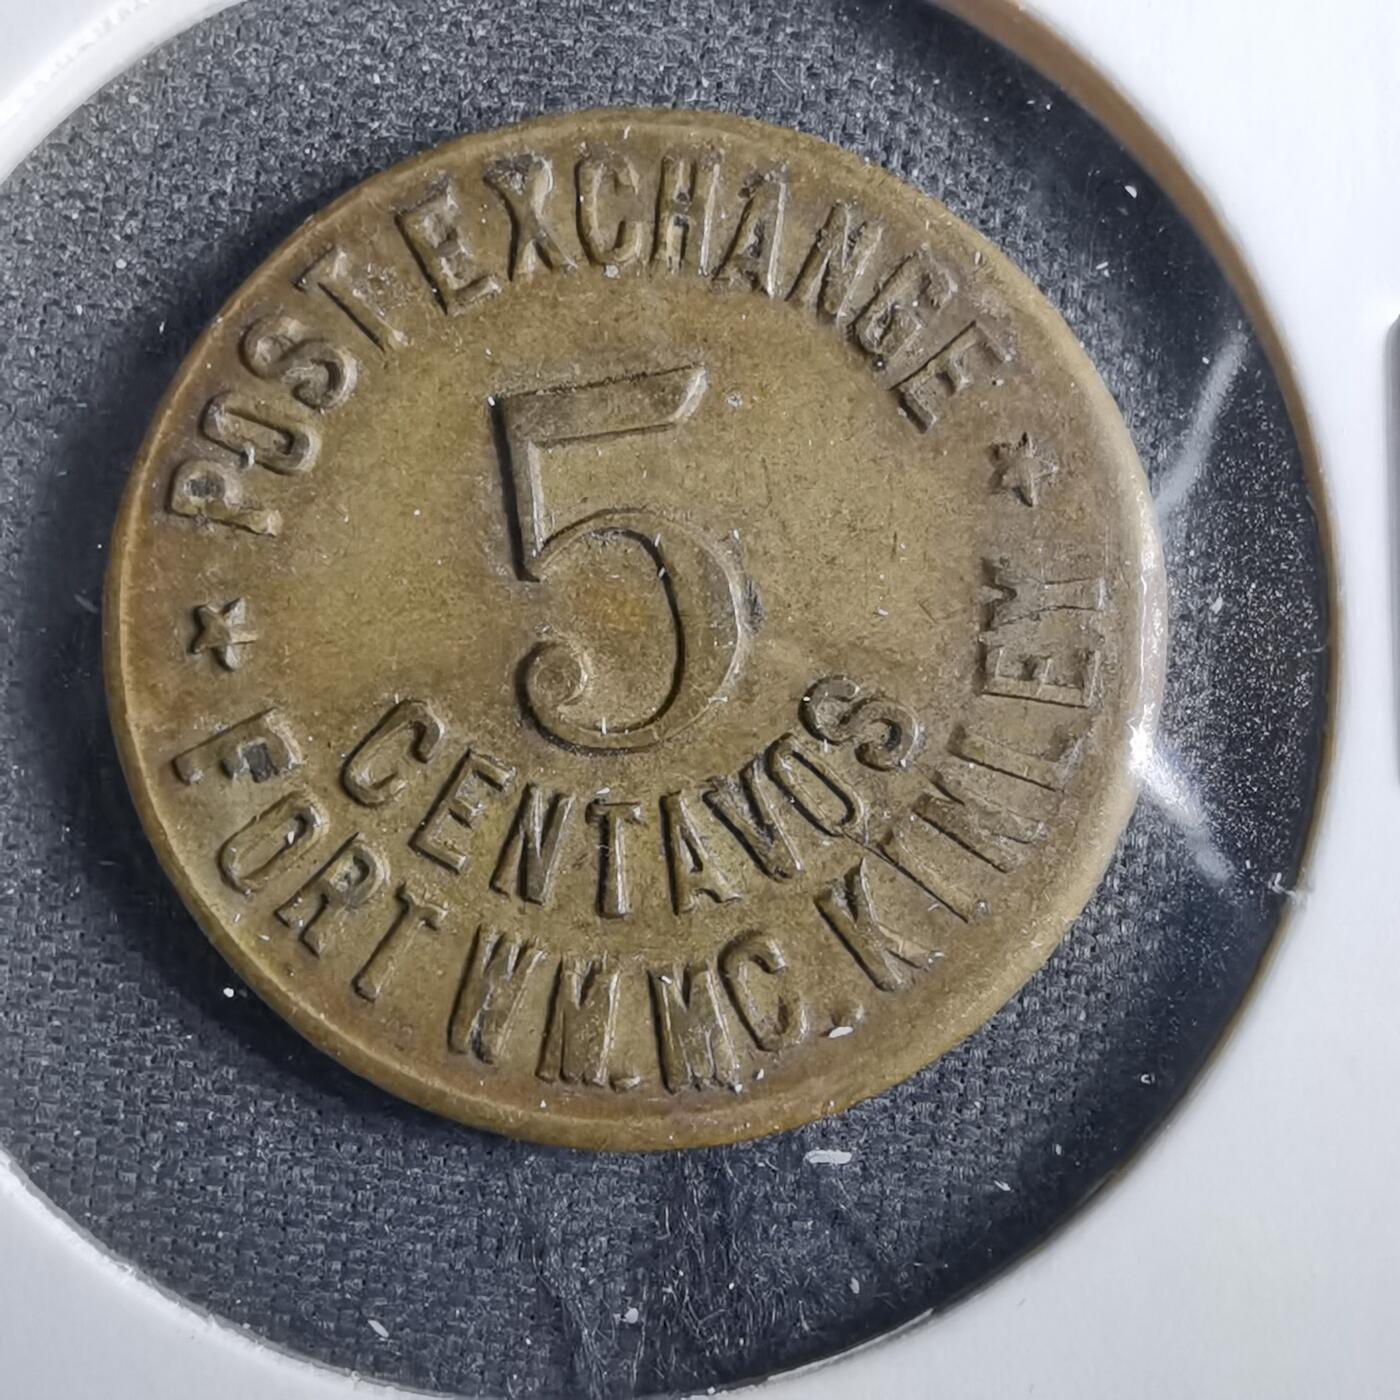 POST EXCHANGE
5
CENTAVOS
FORT WM. MC. KINLEY